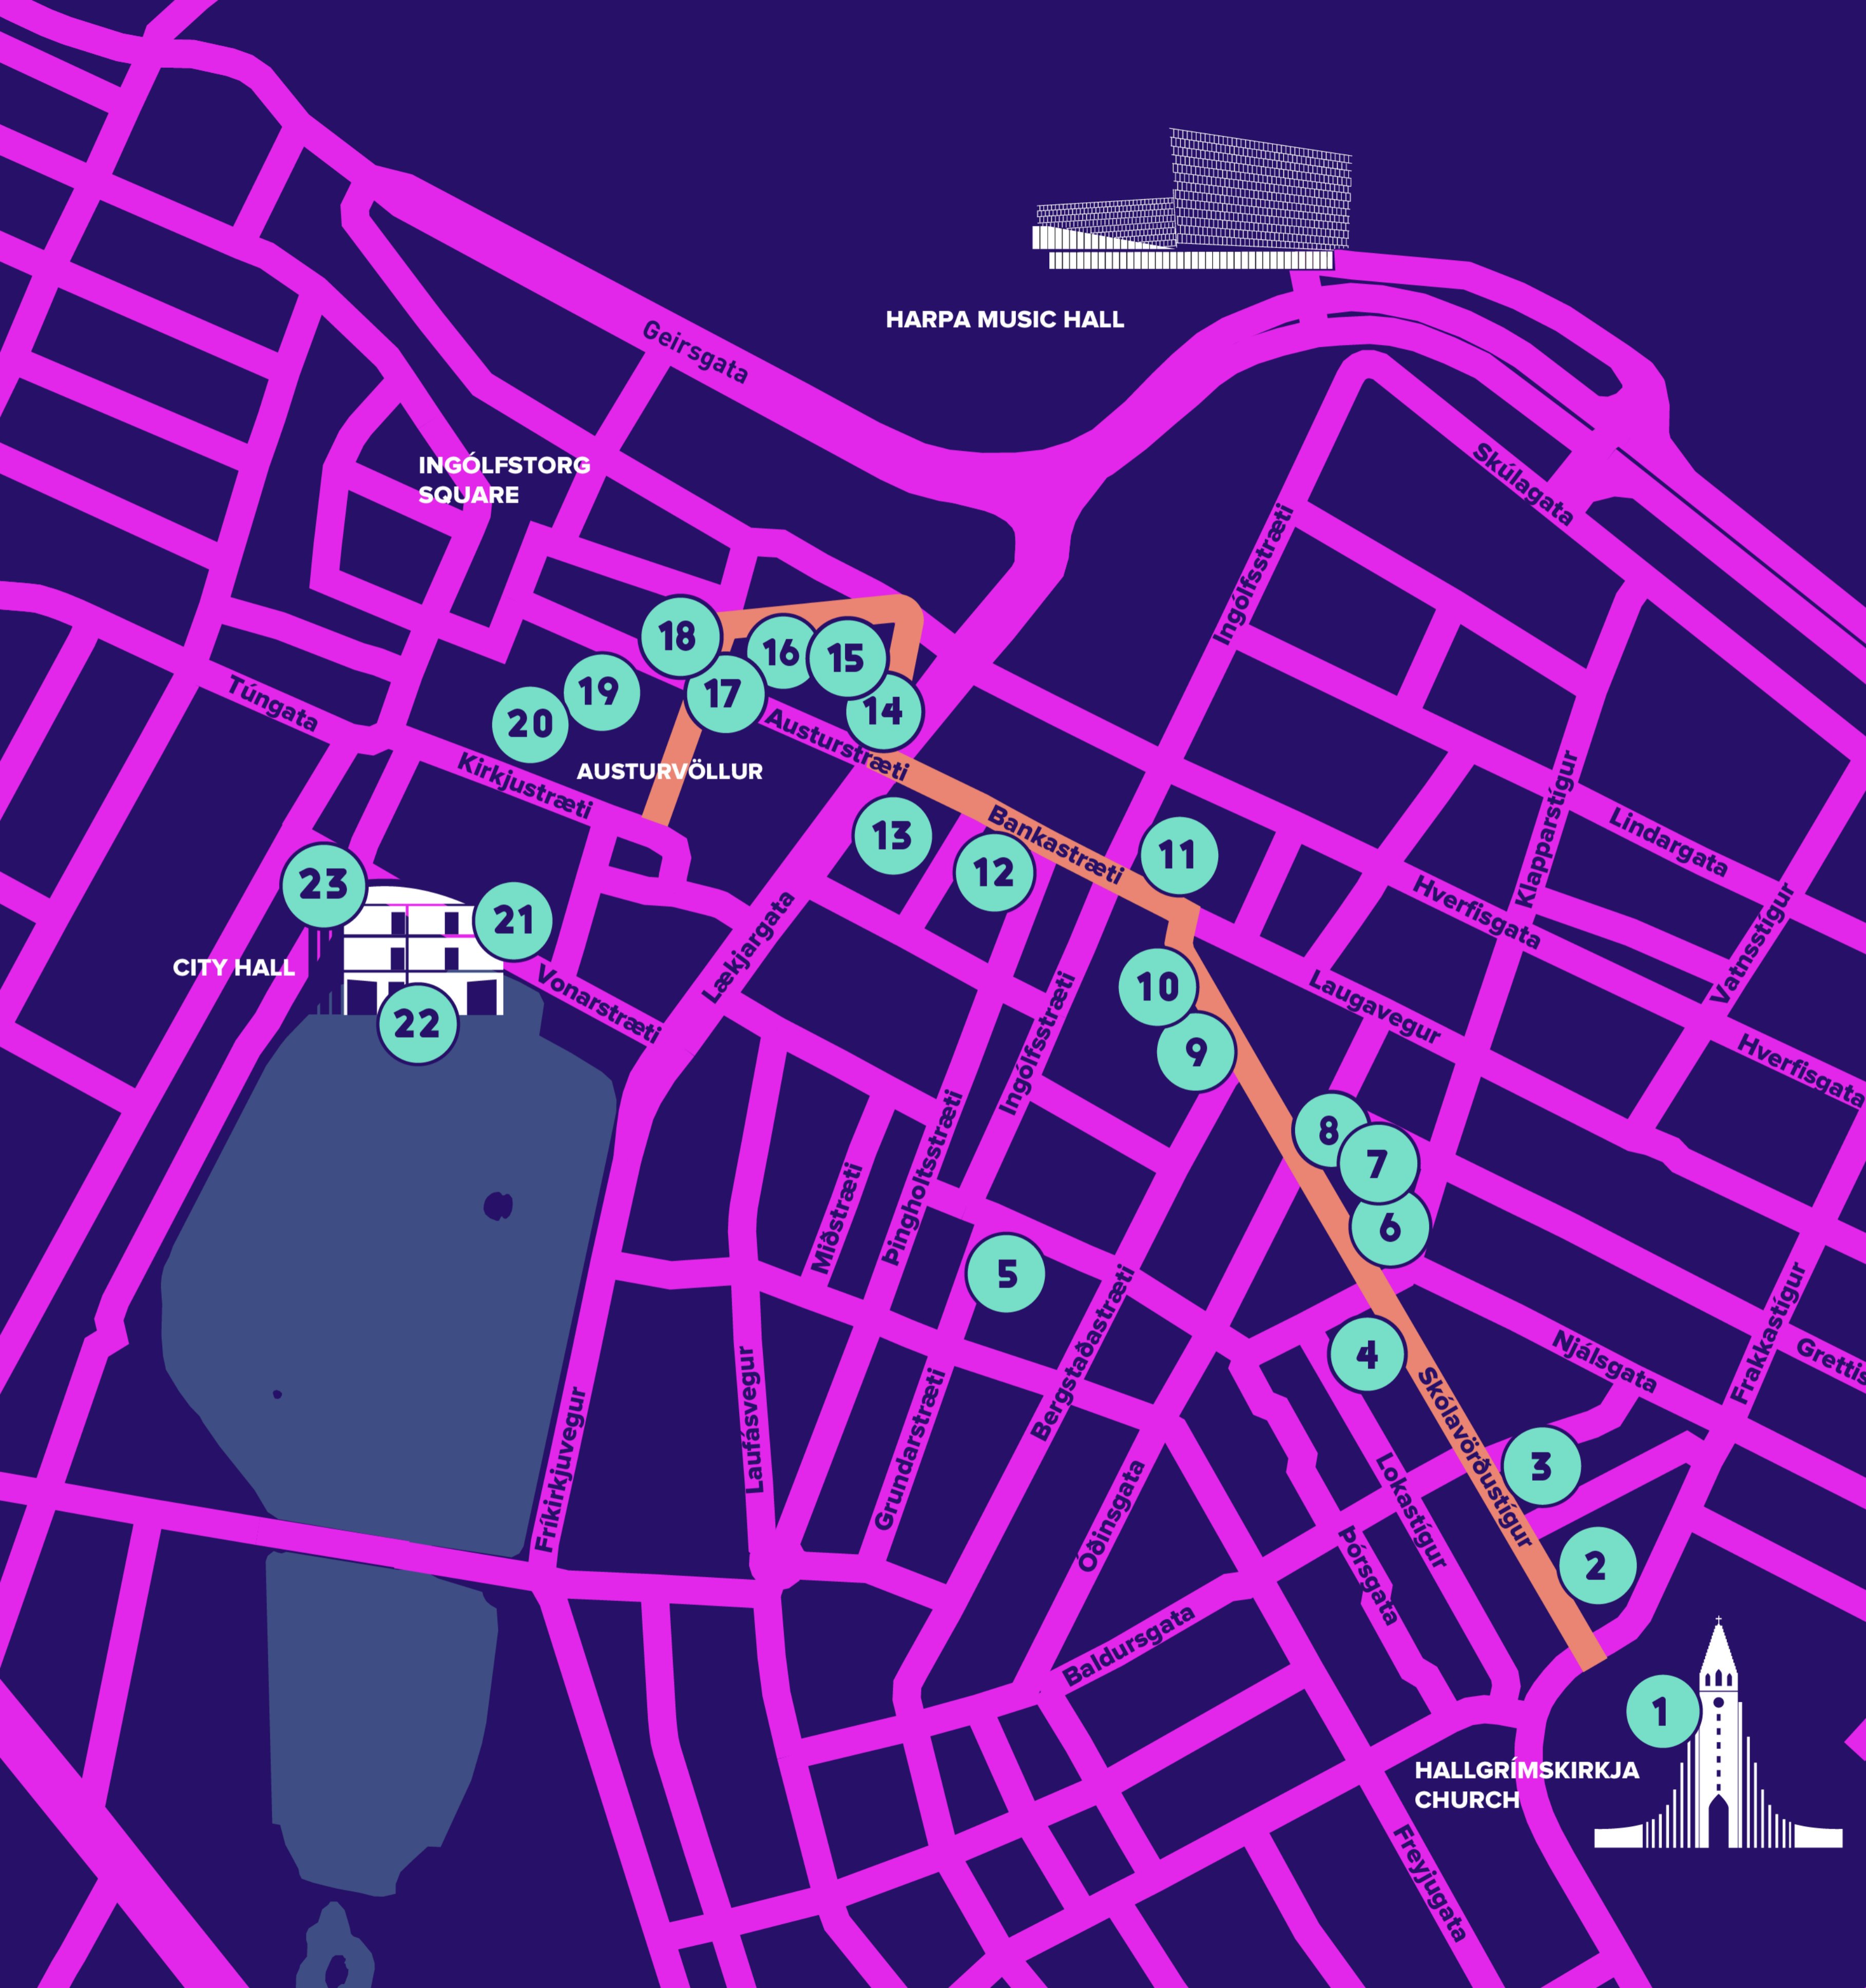 HARPA MUSIC HALL
Geirsgata
INGÓLFSTORG
SQUARE
Skúlagata
Ingólfsstræti
18
16
15
17
14
19
20
Túngata
Austurstræti
Kirkjustræti
AUSTURVÖLLUR
Bankastræti
13
12
11
Klapparstígur
Lindargata
Hverfisgata
Vatnsstígur
23
21
CITY HALL
Vonarstræti
22
Lækjargata
10
9
Laugavegur
Hverfisgata
Ingólfsstræti
8
7
6
Miðstræti
Þingholtsstræti
5
Bergstaðastræti
4
Njálsgata
Frakkastígur
Grettis
Skólavörðustígur
Fríkirkjuvegur
Laufásvegur
Grundarstræti
Óðinsgata
Lokastígur
3
Þórsgata
2
Baldursgata
1
HALLGRÍMSKIRKJA
CHURCH
Freyjugata